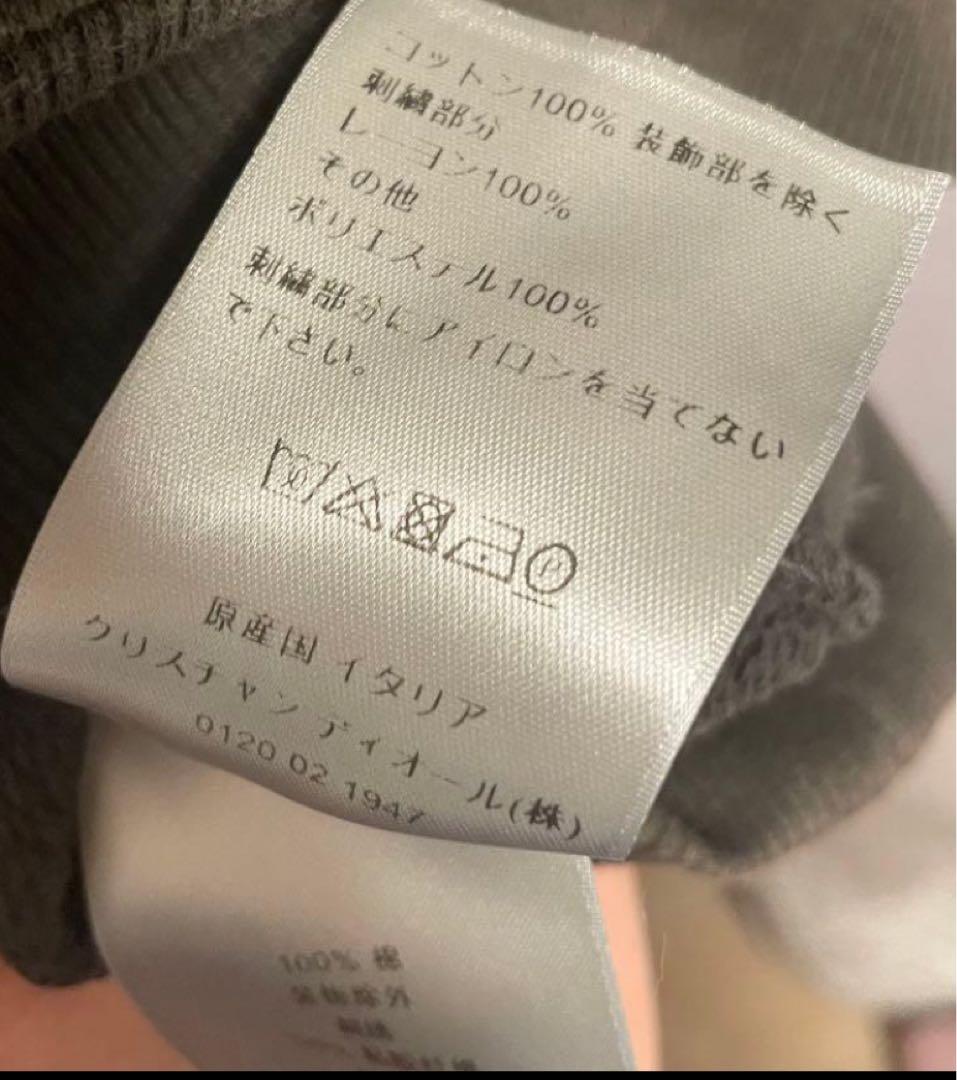 コットン100% 装飾部を除く
刺繍部分
レーヨン100%
その他
ポリエステル100%
刺繍部分にアイロンを当てない
で下さい。
P
原産国 イタリア
クリスチャン ディオール(株)
0120 02 1947
100% 棉
装飾除外